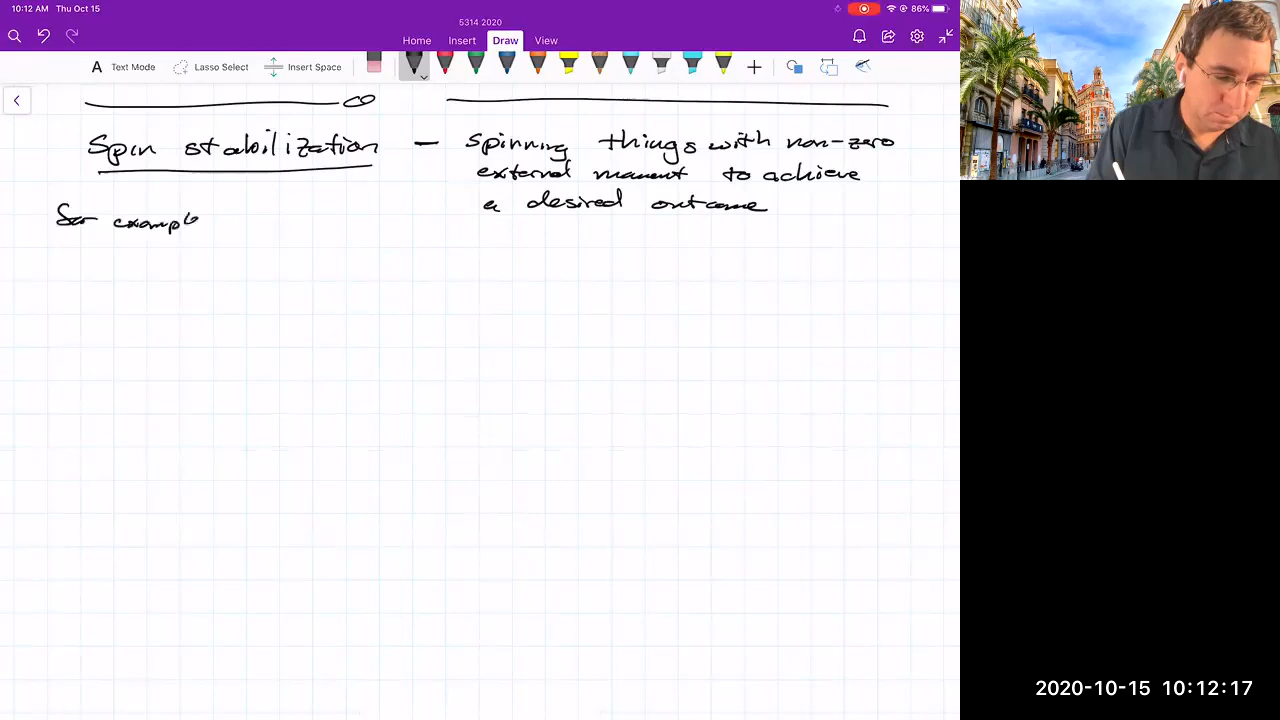 10:12 AM Thu Oct 15
86%
5314 2020
Home Insert Draw View
A Text Mode Lasso Select Insert Space
Spin stabilization — spinning things with non-zero
external moment to achieve
a desired outcome
example
2020-10-15 10:12:17